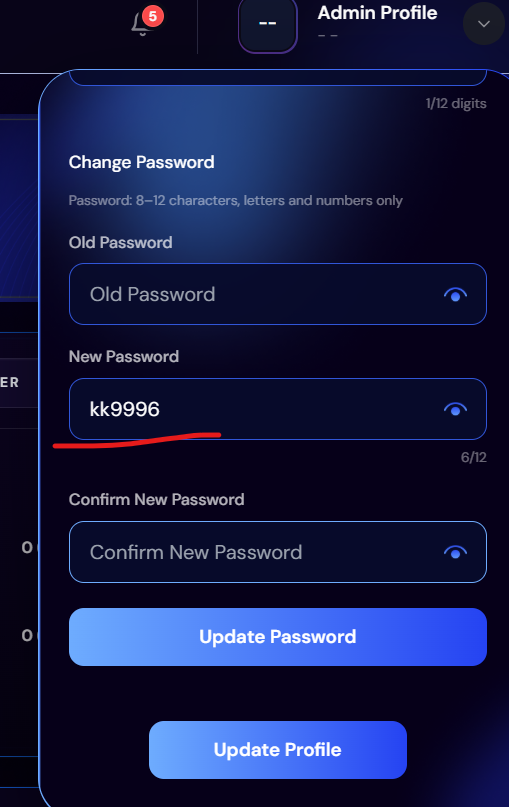 5
--
Admin Profile
--
1/12 digits
Change Password
Password: 8–12 characters, letters and numbers only
Old Password
Old Password
New Password
ER
kk9996
6/12
Confirm New Password
0
Confirm New Password
Update Password
0
Update Profile